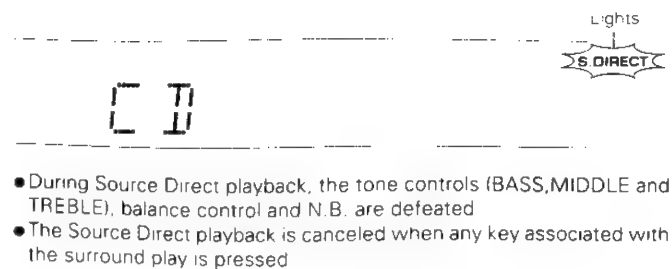 Lights
S.DIRECT
CD
●During Source Direct playback, the tone controls (BASS,MIDDLE and
TREBLE), balance control and N.B. are defeated
●The Source Direct playback is canceled when any key associated with
the surround play is pressed